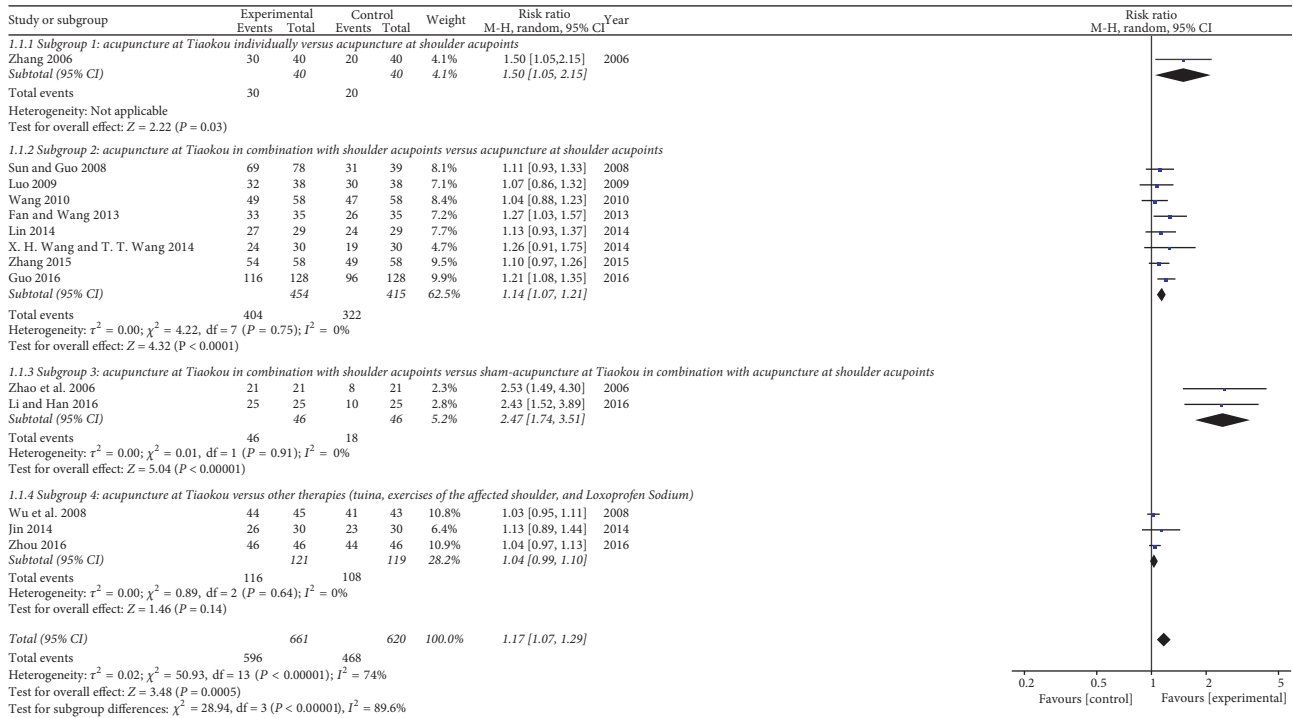 Study or subgroup Experimental Control Weight Risk ratio Year Risk ratio
Events Total Events Total M-H, random, 95% CI M-H, random, 95% CI
1.1.1 Subgroup 1: acupuncture at Tiaokou individually versus acupuncture at shoulder acupoints
Zhang 2006 30 40 20 40 4.1% 1.50 [1.05,2.15] 2006
Subtotal (95% CI) 40 40 4.1% 1.50 [1.05, 2.15]
Total events 30 20
Heterogeneity: Not applicable
Test for overall effect: Z = 2.22 (P = 0.03)
1.1.2 Subgroup 2: acupuncture at Tiaokou in combination with shoulder acupoints versus acupuncture at shoulder acupoints
Sun and Guo 2008 69 78 31 39 8.1% 1.11 [0.93, 1.33] 2008
Luo 2009 32 38 30 38 7.1% 1.07 [0.86, 1.32] 2009
Wang 2010 49 58 47 58 8.4% 1.04 [0.88, 1.23] 2010
Fan and Wang 2013 33 35 26 35 7.2% 1.27 [1.03, 1.57] 2013
Lin 2014 27 29 24 29 7.7% 1.13 [0.93, 1.37] 2014
X. H. Wang and T. T. Wang 2014 24 30 19 30 4.7% 1.26 [0.91, 1.75] 2014
Zhang 2015 54 58 49 58 9.5% 1.10 [0.97, 1.26] 2015
Guo 2016 116 128 96 128 9.9% 1.21 [1.08, 1.35] 2016
Subtotal (95% CI) 454 415 62.5% 1.14 [1.07, 1.21]
Total events 404 322
Heterogeneity: τ² = 0.00; χ² = 4.22, df = 7 (P = 0.75); I² = 0%
Test for overall effect: Z = 4.32 (P < 0.0001)
1.1.3 Subgroup 3: acupuncture at Tiaokou in combination with shoulder acupoints versus sham-acupuncture at Tiaokou in combination with acupuncture at shoulder acupoints
Zhao et al. 2006 21 21 8 21 2.3% 2.53 (1.49, 4.30] 2006
Li and Han 2016 25 25 10 25 2.8% 2.43 [1.52, 3.89] 2016
Subtotal (95% CI) 46 46 5.2% 2.47 [1.74, 3.51]
Total events 46 18
Heterogeneity: τ² = 0.00; χ² = 0.01, df = 1 (P = 0.91); I² = 0%
Test for overall effect: Z = 5.04 (P < 0.00001)
1.1.4 Subgroup 4: acupuncture at Tiaokou versus other therapies (tuina, exercises of the affected shoulder, and Loxoprofen Sodium)
Wu et al. 2008 44 45 41 43 10.8% 1.03 [0.95, 1.11] 2008
Jin 2014 26 30 23 30 6.4% 1.13 [0.89, 1.44] 2014
Zhou 2016 46 46 44 46 10.9% 1.04 [0.97, 1.13] 2016
Subtotal (95% CI) 121 119 28.2% 1.04 [0.99, 1.10]
Total events 116 108
Heterogeneity: τ² = 0.00; χ² = 0.89, df = 2 (P = 0.64); I² = 0%
Test for overall effect: Z = 1.46 (P = 0.14)
Total (95% CI) 661 620 100.0% 1.17 [1.07, 1.29]
Total events 596 468
Heterogeneity: τ² = 0.02; χ² = 50.93, df = 13 (P < 0.00001); I² = 74%
Test for overall effect: Z = 3.48 (P = 0.0005)
Test for subgroup differences: χ² = 28.94, df = 3 (P < 0.00001), I² = 89.6%
0.2 0.5 1 2 5
Favours [control] Favours [experimental]